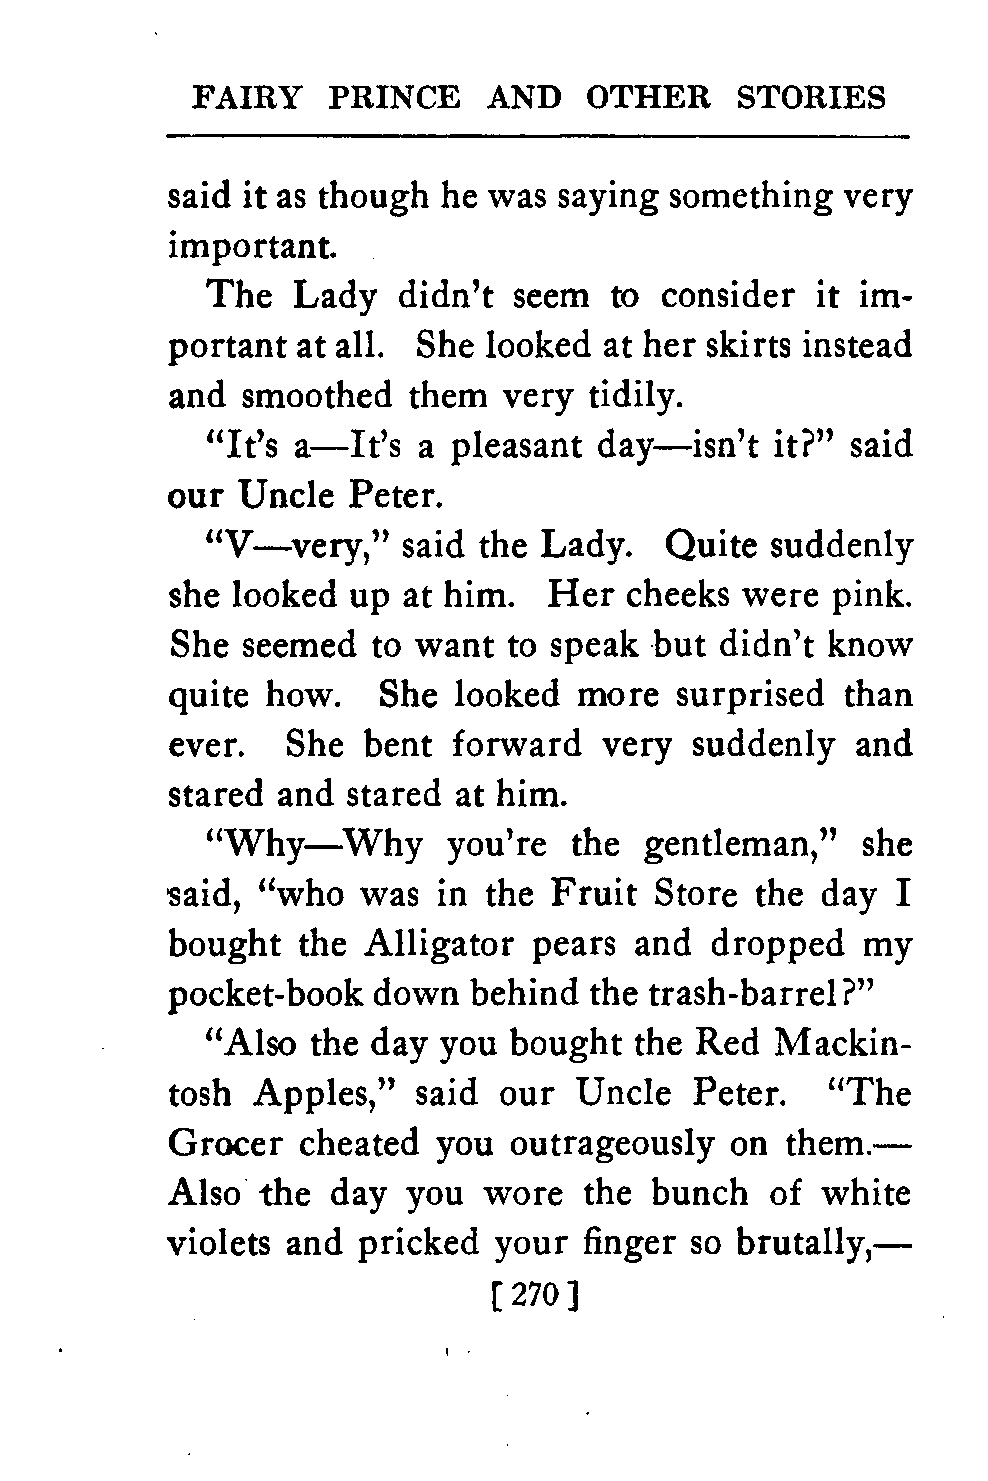 FAIRY PRINCE AND OTHER STORIES
said it as though he was saying something very
important.
The Lady didn't seem to consider it im-
portant at all. She looked at her skirts instead
and smoothed them very tidily.
"It's a—It's a pleasant day—isn't it?" said
our Uncle Peter.
"V—very," said the Lady. Quite suddenly
she looked up at him. Her cheeks were pink.
She seemed to want to speak but didn't know
quite how. She looked more surprised than
ever. She bent forward very suddenly and
stared and stared at him.
"Why—Why you're the gentleman," she
said, "who was in the Fruit Store the day I
bought the Alligator pears and dropped my
pocket-book down behind the trash-barrel?"
"Also the day you bought the Red Mackin-
tosh Apples," said our Uncle Peter. "The
Grocer cheated you outrageously on them.—
Also the day you wore the bunch of white
violets and pricked your finger so brutally,—
[270]